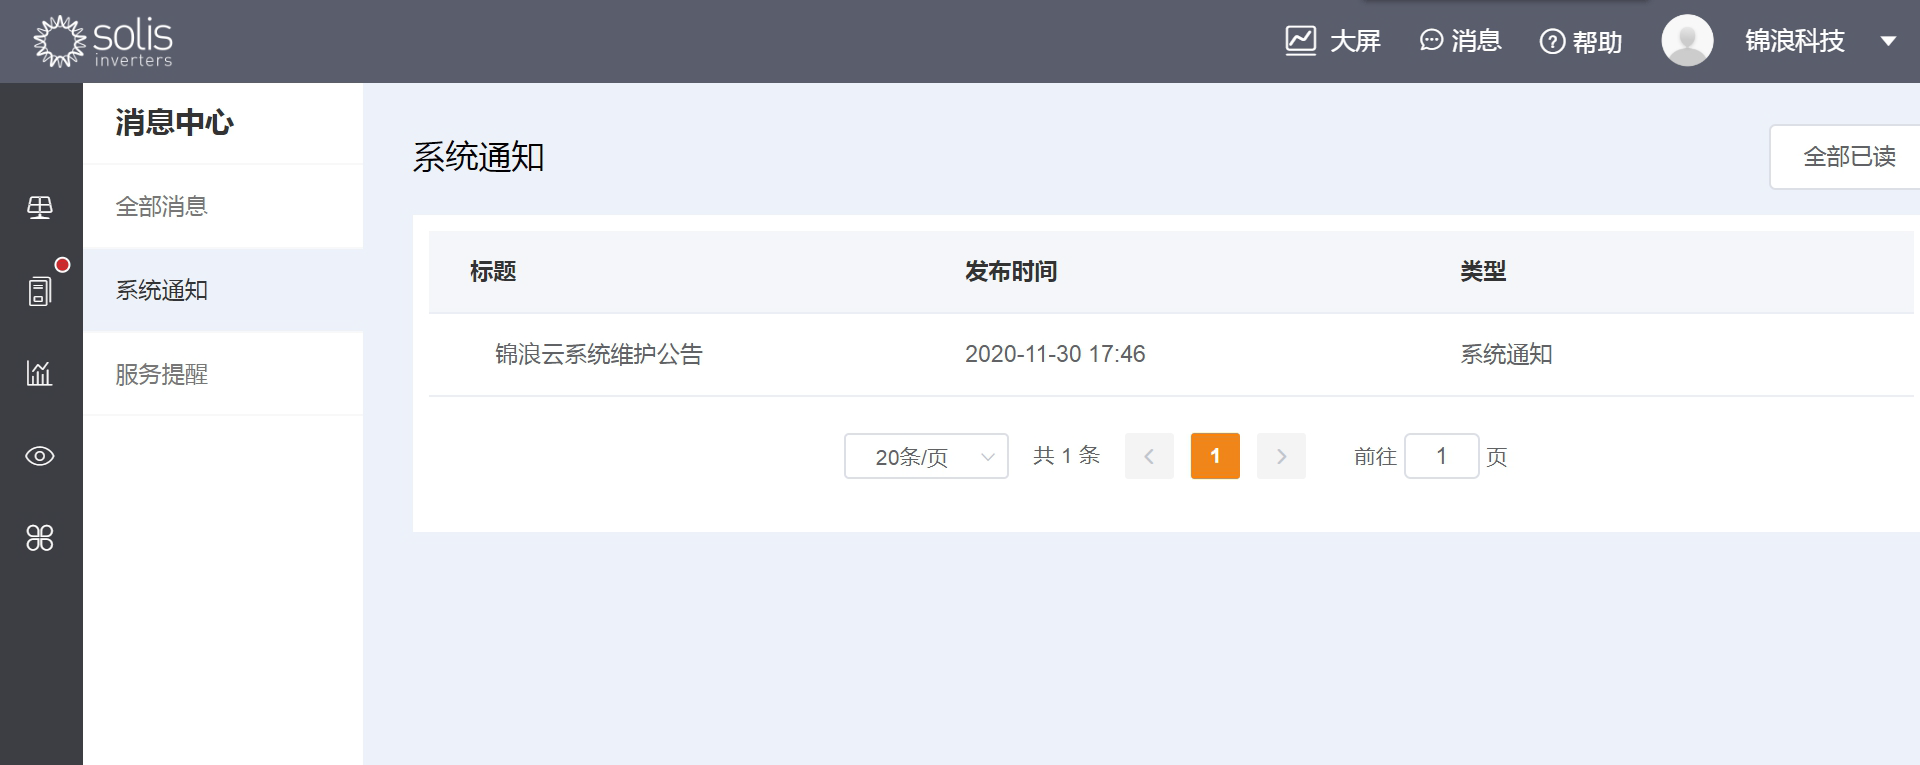 solis
inverters
大屏
消息
帮助
锦浪科技
消息中心
全部消息
系统通知
服务提醒
系统通知
全部已读
标题 发布时间 类型
锦浪云系统维护公告 2020-11-30 17:46 系统通知
20条/页 共 1 条 1 前往 1 页